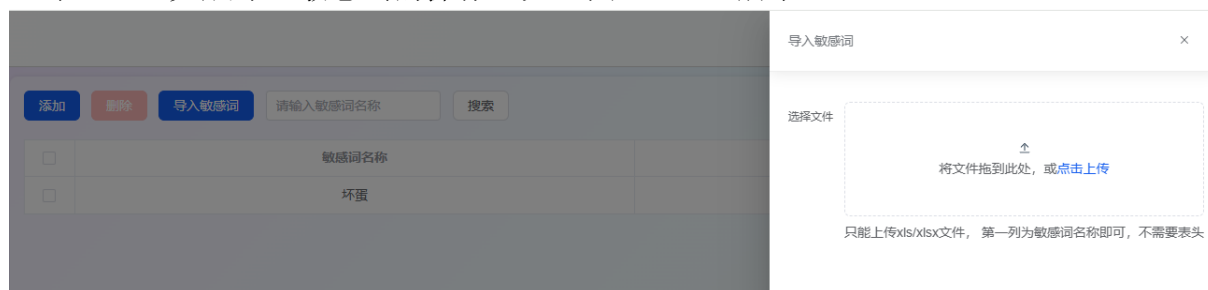 导入敏感词
×
添加 删除 导入敏感词 请输入敏感词名称 搜索
选择文件
敏感词名称
将文件拖到此处，或点击上传
坏蛋
只能上传xls/xlsx文件， 第一列为敏感词名称即可，不需要表头